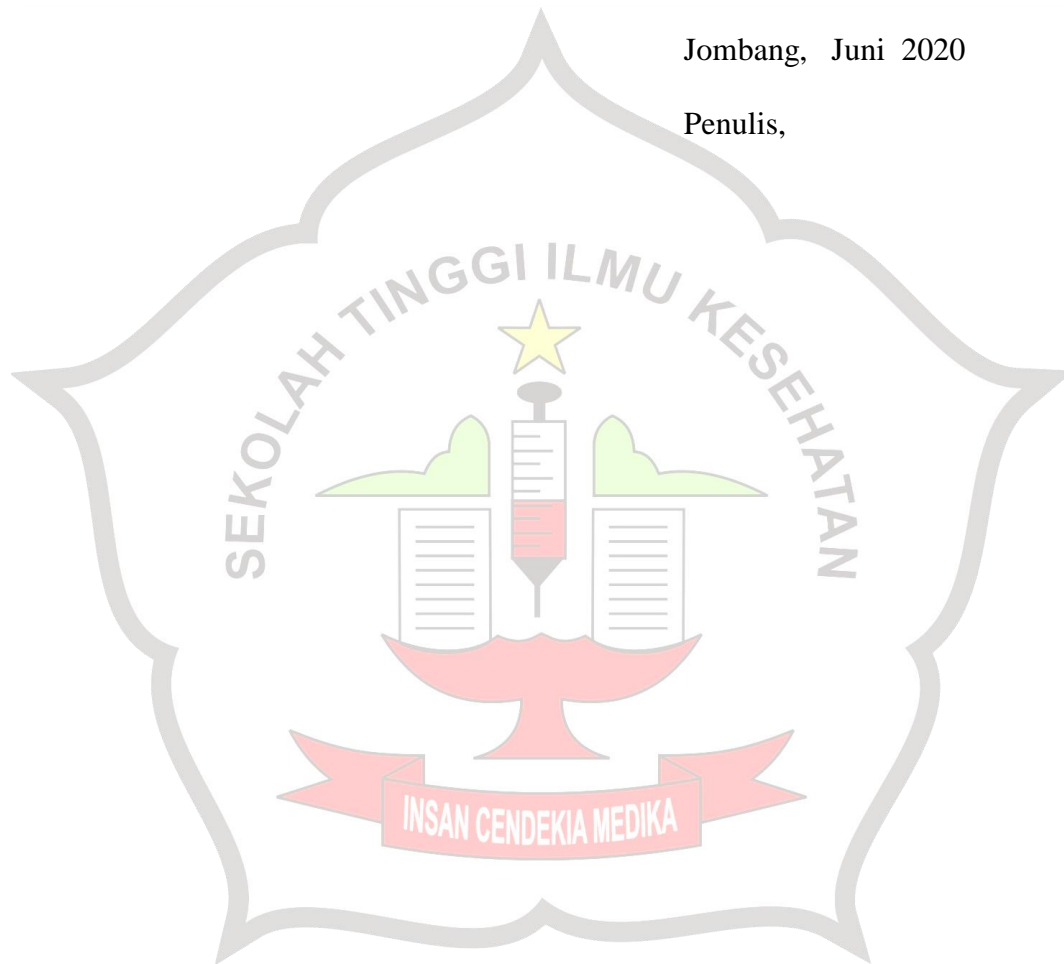 Jombang, Juni 2020
Penulis,
SEKOLAH TINGGI ILMU KESEHATAN
INSAN CENDEKIA MEDIKA